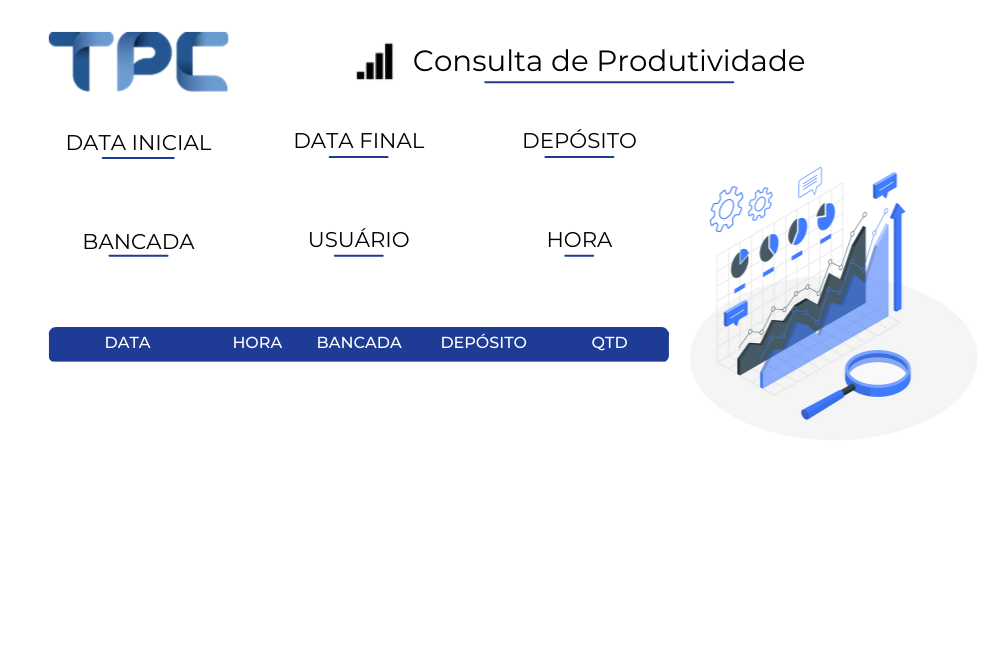 TPC
Consulta de Produtividade
DATA INICIAL DATA FINAL DEPÓSITO
BANCADA USUÁRIO HORA
DATA HORA BANCADA DEPÓSITO QTD